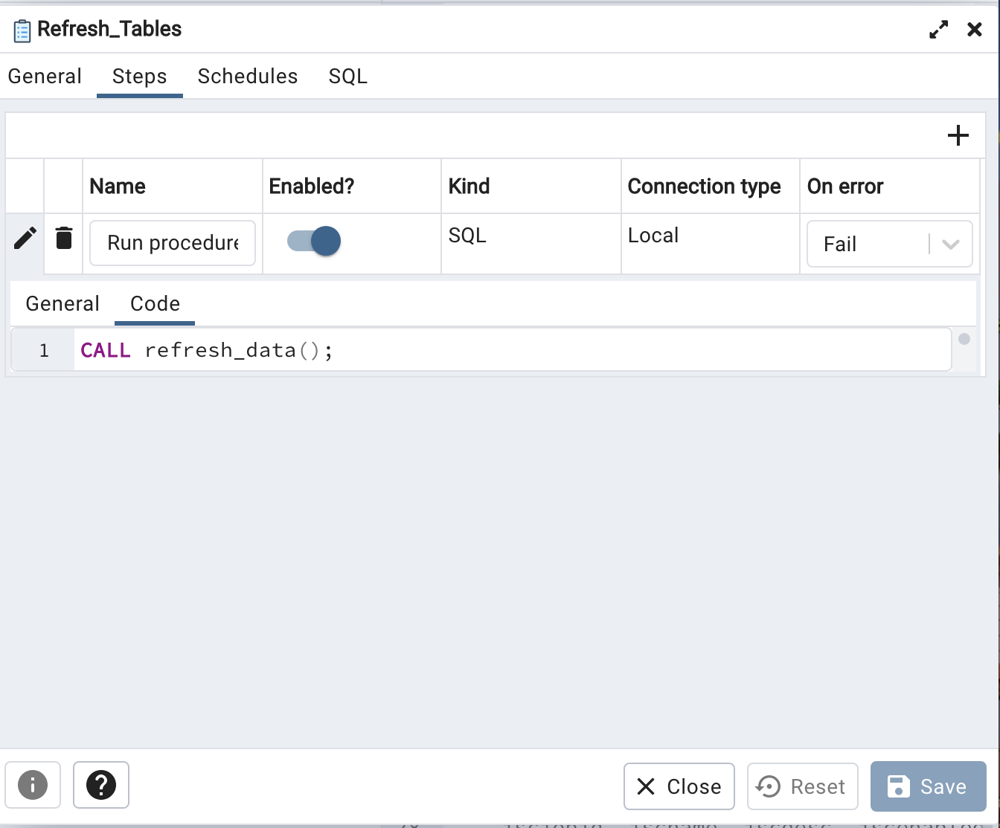 Refresh_Tables
General Steps Schedules SQL
Name Enabled? Kind Connection type On error
Run procedure SQL Local Fail
General Code
1 CALL refresh_data();
Close Reset Save